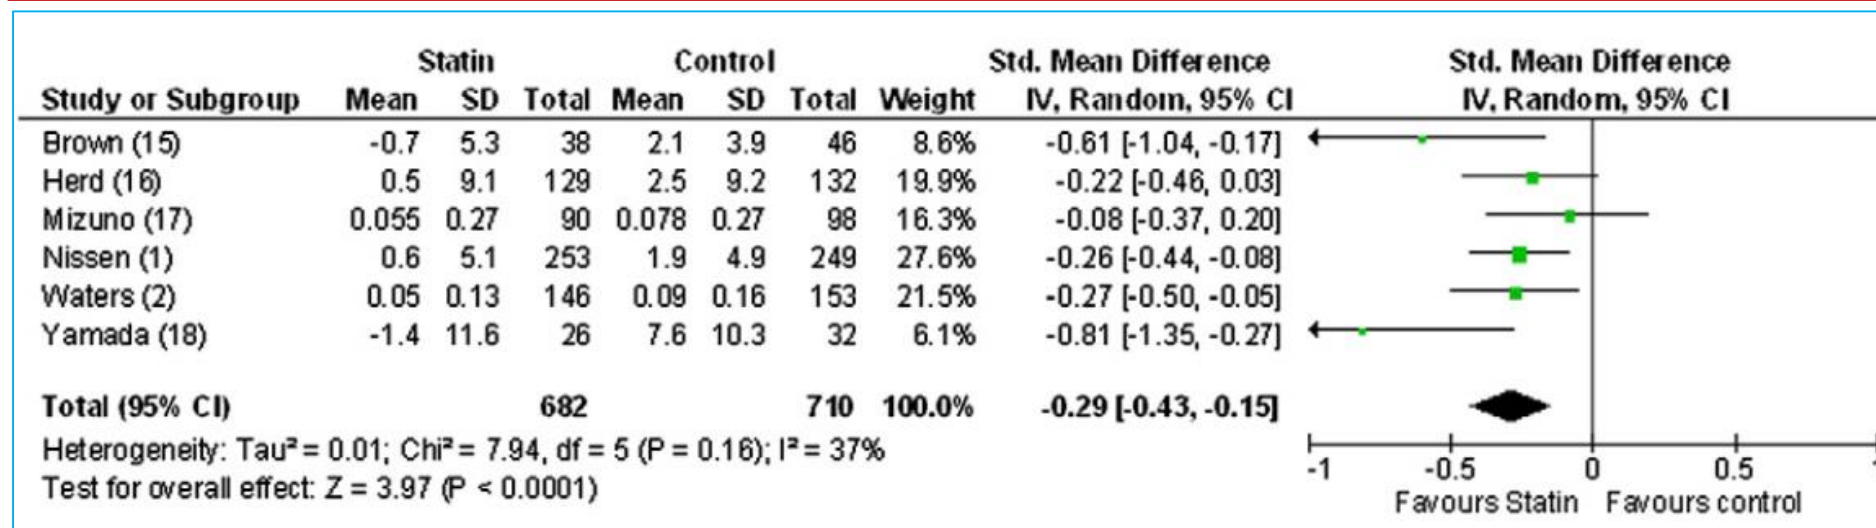 Statin Control Std. Mean Difference Std. Mean Difference
Study or Subgroup Mean SD Total Mean SD Total Weight IV, Random, 95% CI IV, Random, 95% CI
Brown (15) -0.7 5.3 38 2.1 3.9 46 8.6% -0.61 [-1.04, -0.17]
Herd (16) 0.5 9.1 129 2.5 9.2 132 19.9% -0.22 [-0.46, 0.03]
Mizuno (17) 0.055 0.27 90 0.078 0.27 98 16.3% -0.08 [-0.37, 0.20]
Nissen (1) 0.6 5.1 253 1.9 4.9 249 27.6% -0.26 [-0.44, -0.08]
Waters (2) 0.05 0.13 146 0.09 0.16 153 21.5% -0.27 [-0.50, -0.05]
Yamada (18) -1.4 11.6 26 7.6 10.3 32 6.1% -0.81 [-1.35, -0.27]
Total (95% CI) 682 710 100.0% -0.29 [-0.43, -0.15]
Heterogeneity: Tau² = 0.01; Chi² = 7.94, df = 5 (P = 0.16); I² = 37%
Test for overall effect: Z = 3.97 (P < 0.0001)
-1 -0.5 0 0.5
Favours Statin Favours control